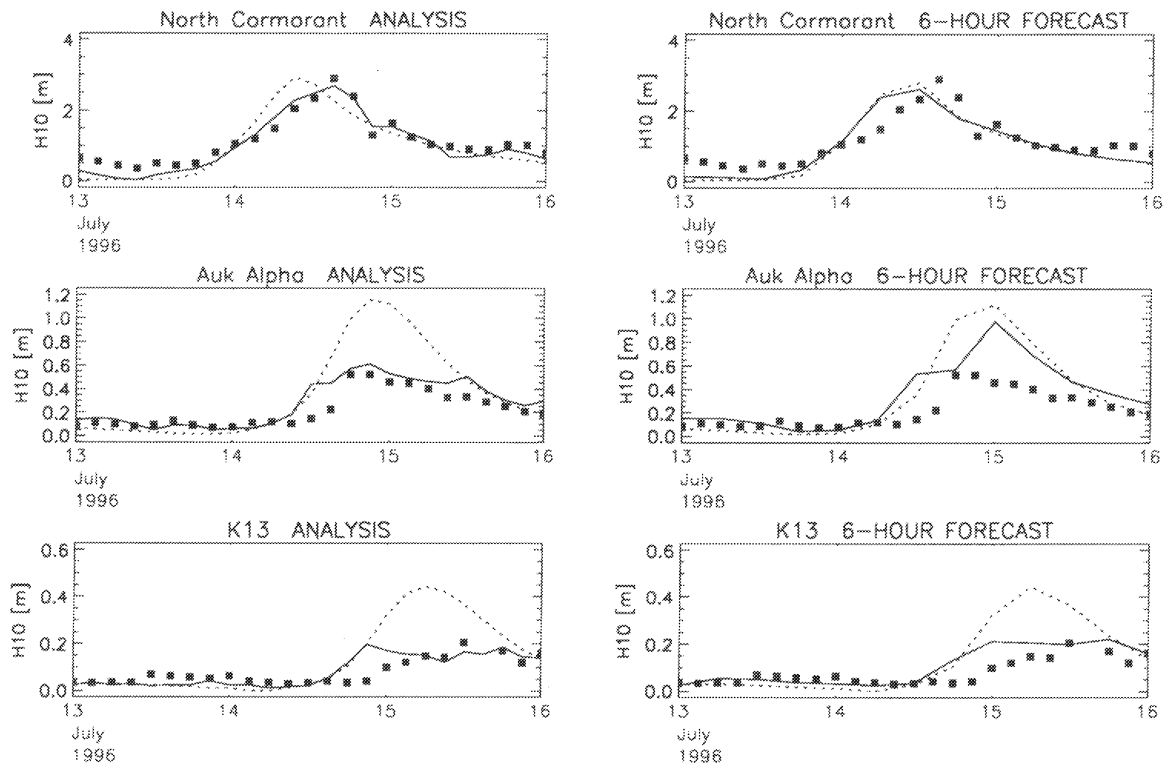 North Cormorant ANALYSIS
4
2
0
H10 [m]
13 14 15 16
July
1996
North Cormorant 6-HOUR FORECAST
4
2
0
H10 [m]
13 14 15 16
July
1996
Auk Alpha ANALYSIS
1.2
1.0
0.8
0.6
0.4
0.2
0.0
H10 [m]
13 14 15 16
July
1996
Auk Alpha 6-HOUR FORECAST
1.2
1.0
0.8
0.6
0.4
0.2
0.0
H10 [m]
13 14 15 16
July
1996
K13 ANALYSIS
0.6
0.4
0.2
0.0
H10 [m]
13 14 15 16
July
1996
K13 6-HOUR FORECAST
0.6
0.4
0.2
0.0
H10 [m]
13 14 15 16
July
1996